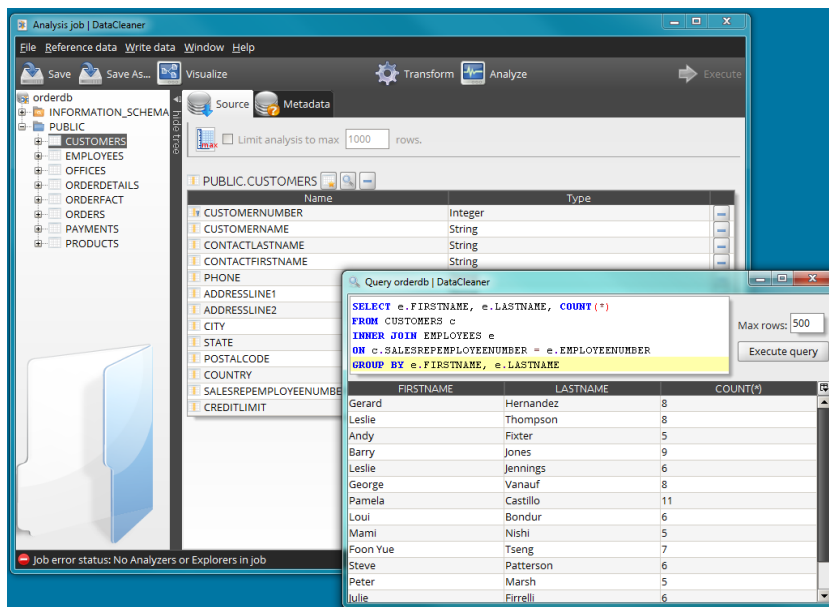 Analysis job | DataCleaner
File Reference data Write data Window Help
Save Save As... Visualize Transform Analyze Execute
orderdb
INFORMATION_SCHEMA
PUBLIC
CUSTOMERS
EMPLOYEES
OFFICES
ORDERDETAILS
ORDERFACT
ORDERS
PAYMENTS
PRODUCTS
hide tree
Source Metadata
max Limit analysis to max 1000 rows.
PUBLIC.CUSTOMERS
Name Type
CUSTOMERNUMBER Integer
CUSTOMERNAME String
CONTACTLASTNAME String
CONTACTFIRSTNAME String
PHONE
ADDRESSLINE1
ADDRESSLINE2
CITY
STATE
POSTALCODE
COUNTRY
SALESREPEMPLOYEENUMBE
CREDITLIMIT
Job error status: No Analyzers or Explorers in job
Query orderdb | DataCleaner
SELECT e.FIRSTNAME, e.LASTNAME, COUNT(*)
FROM CUSTOMERS c
INNER JOIN EMPLOYEES e
ON c.SALESREPEMPLOYEENUMBER = e.EMPLOYEENUMBER
GROUP BY e.FIRSTNAME, e.LASTNAME
Max rows: 500
Execute query
FIRSTNAME LASTNAME COUNT(*)
Gerard Hernandez 8
Leslie Thompson 8
Andy Fixter 5
Barry Jones 9
Leslie Jennings 6
George Vanauf 8
Pamela Castillo 11
Loui Bondur 6
Mami Nishi 5
Foon Yue Tseng 7
Steve Patterson 6
Peter Marsh 5
Julie Firrelli 6